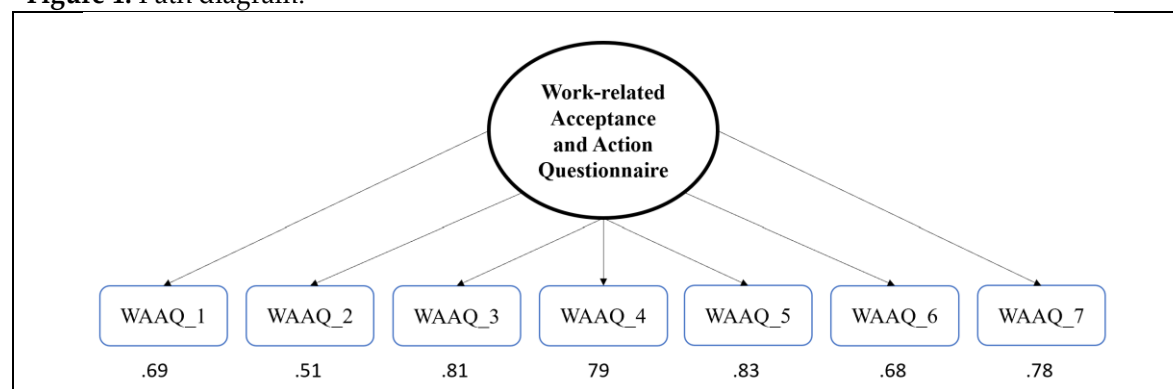 Figure 1. Path diagram.
Work-related
Acceptance
and Action
Questionnaire
WAAQ_1 WAAQ_2 WAAQ_3 WAAQ_4 WAAQ_5 WAAQ_6 WAAQ_7
.69 .51 .81 79 .83 .68 .78